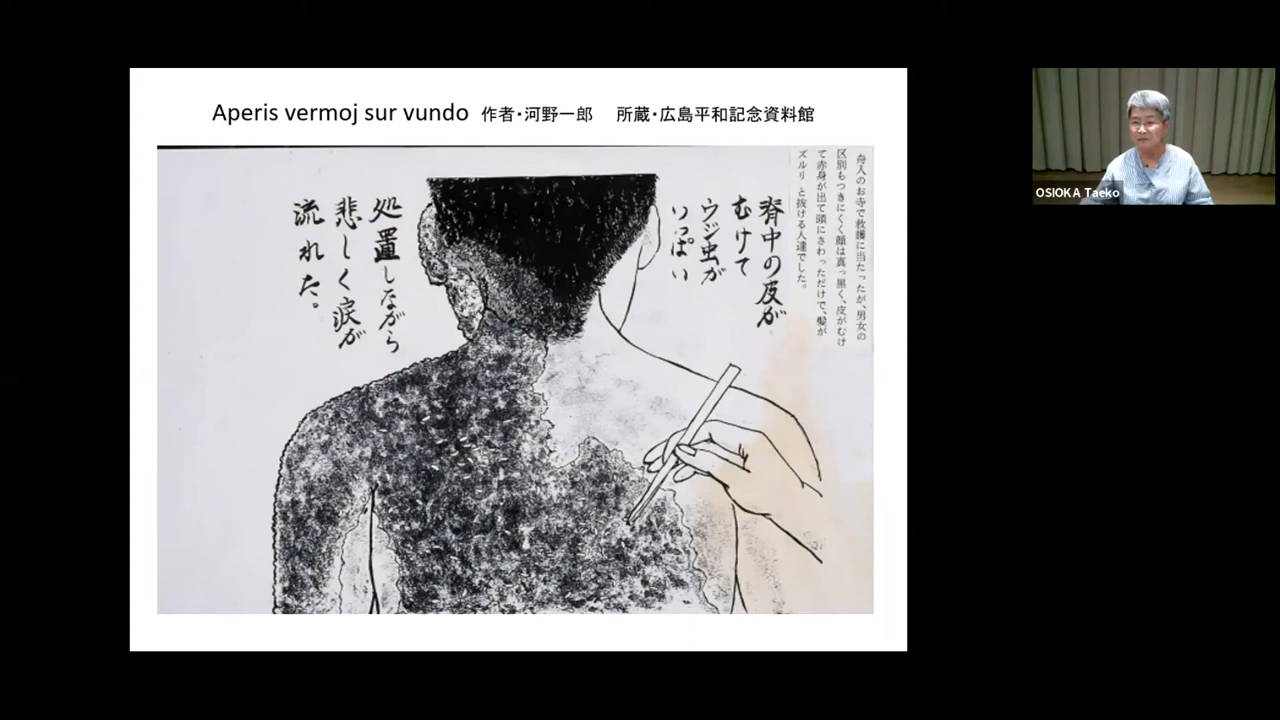 Aperis vermoj sur vundo 作者・河野一郎 所蔵・広島平和記念資料館
舟入のお寺で救護に当たったが、男女の
区別もつきにくく顔は真っ黒く、皮がむけ
て赤身が出て頭にさわっただけで、髪が
ズルリと抜ける人達でした。
脊中の皮が
むけて
ウジ虫が
いっぱい
処置しながら
悲しく涙が
流れた。
OSIOKA Taeko